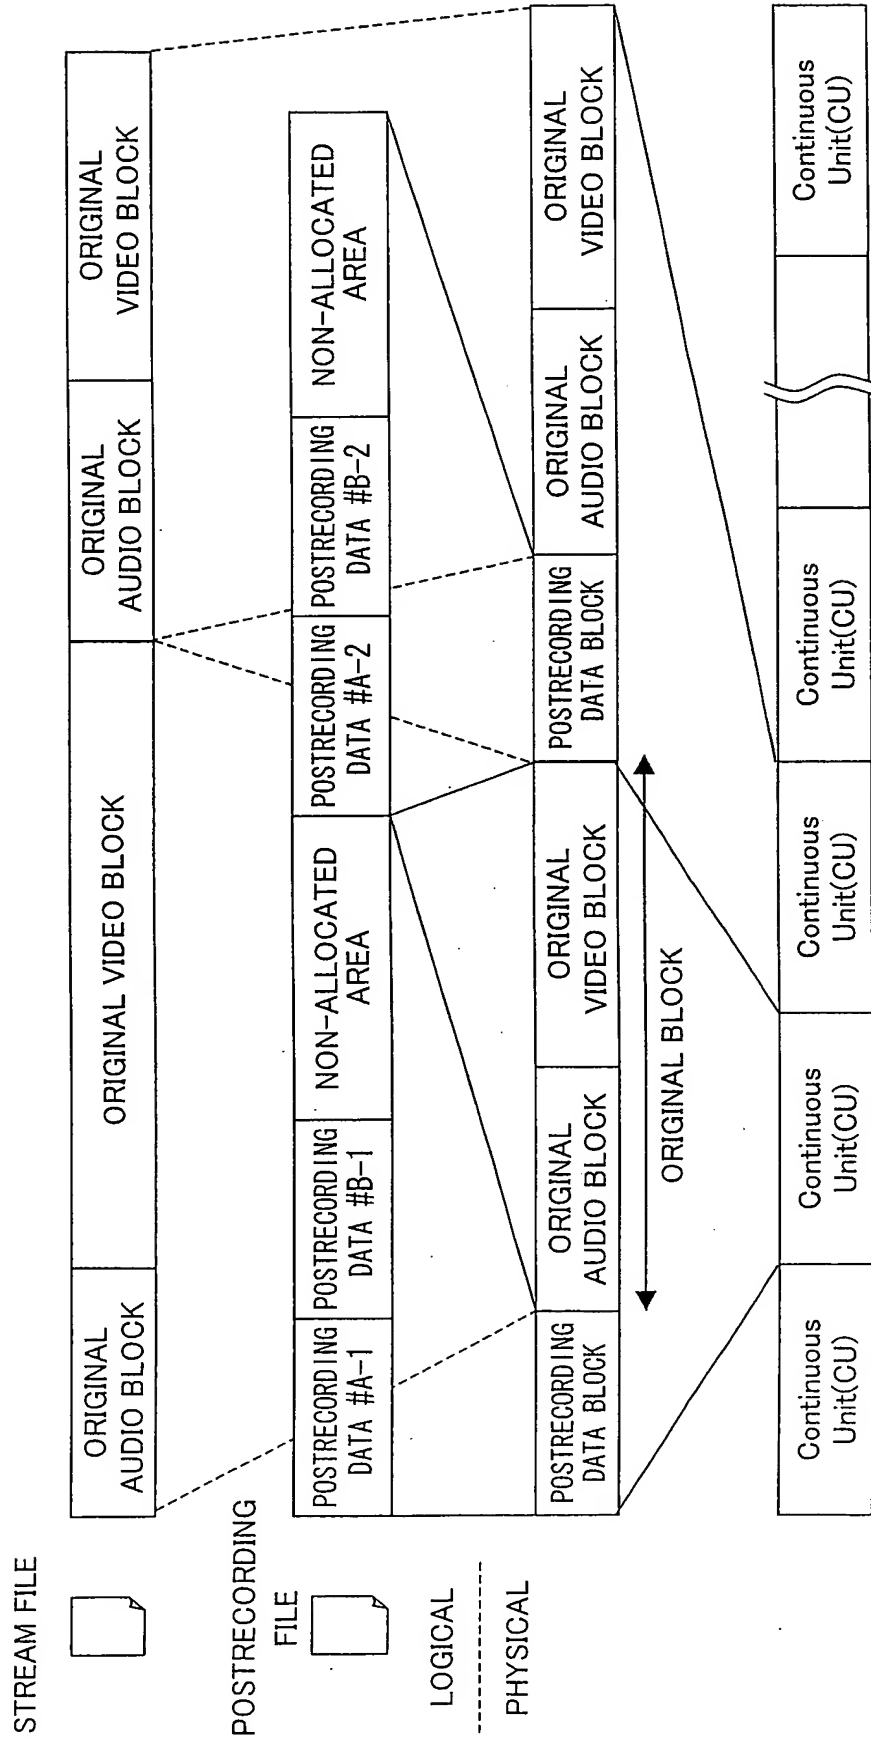 STREAM FILE
ORIGINAL
AUDIO BLOCK
ORIGINAL VIDEO BLOCK
ORIGINAL
AUDIO BLOCK
ORIGINAL
VIDEO BLOCK
POSTRECORDING
FILE
POSTRECORDING
DATA #A-1
POSTRECORDING
DATA #B-1
NON-ALLOCATED
AREA
POSTRECORDING
DATA #A-2
POSTRECORDING
DATA #B-2
NON-ALLOCATED
AREA
LOGICAL
PHYSICAL
POSTRECORDING
DATA BLOCK
ORIGINAL
AUDIO BLOCK
ORIGINAL
VIDEO BLOCK
POSTRECORDING
DATA BLOCK
ORIGINAL
AUDIO BLOCK
ORIGINAL
VIDEO BLOCK
ORIGINAL BLOCK
Continuous
Unit(CU)
Continuous
Unit(CU)
Continuous
Unit(CU)
Continuous
Unit(CU)
Continuous
Unit(CU)